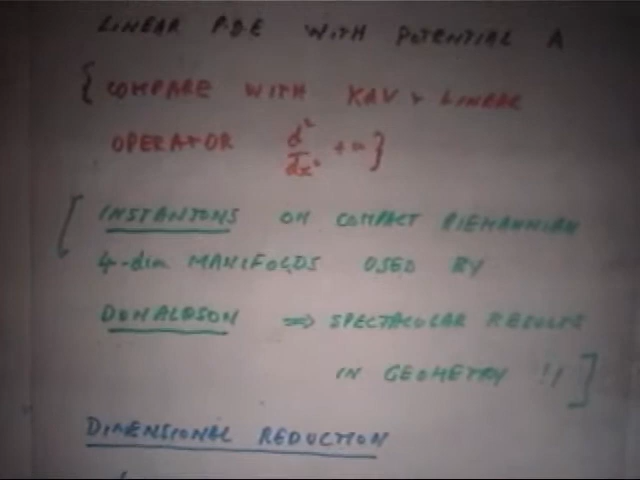 LINEAR P.D.E WITH POTENTIAL A
{ COMPARE WITH KdV + LINEAR
OPERATOR d²/dx² + u }
[ INSTANTONS ON COMPACT RIEMANNIAN
4-dim MANIFOLDS USED BY
DONALDSON ⇒ SPECTACULAR RESULTS
IN GEOMETRY !! ]
DIMENSIONAL REDUCTION